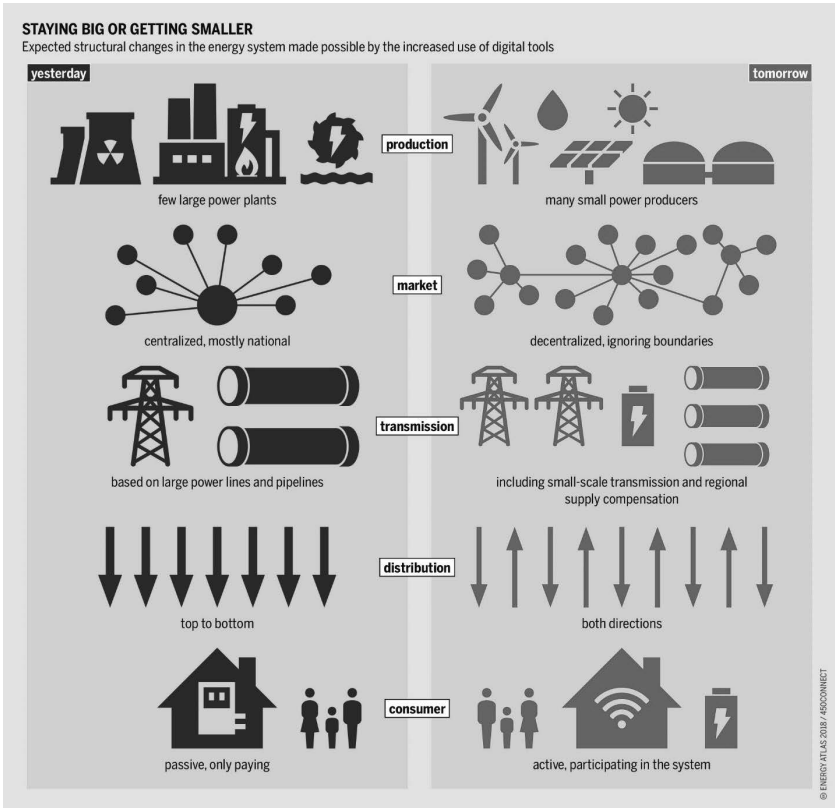 STAYING BIG OR GETTING SMALLER
Expected structural changes in the energy system made possible by the increased use of digital tools
yesterday
tomorrow
production
few large power plants
many small power producers
market
centralized, mostly national
decentralized, ignoring boundaries
transmission
based on large power lines and pipelines
including small-scale transmission and regional
supply compensation
distribution
top to bottom
both directions
consumer
passive, only paying
active, participating in the system
© ENERGY ATLAS 2018 / 450CONNECT